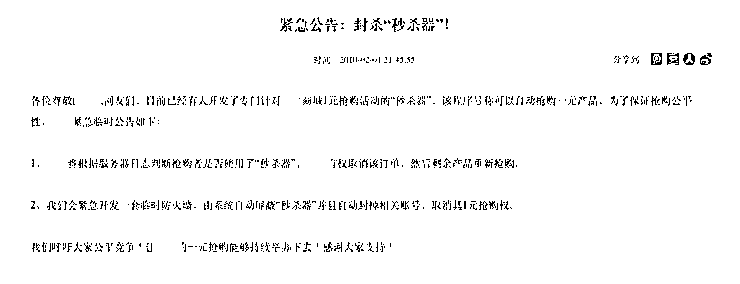 紧急公告：封杀“秒杀器”！
时间 2010-02-01 21:45:55 分享到
各位尊敬 网友们，目前已经有人开发了专门针对 商城1元抢购活动的“秒杀器”，该程序号称可以自动抢购一元产品，为了保证抢购公平
性， 紧急临时公告如下：
1、 将根据服务器日志判断抢购者是否使用了“秒杀器”， 有权取消该订单，然后剩余产品重新抢购。
2、我们会紧急开发一套临时防火墙，由系统自动屏蔽“秒杀器”并且自动封掉相关账号，取消其1元抢购权。
我们呼吁大家公平竞争！让 的一元抢购能够持续举办下去！感谢大家支持！